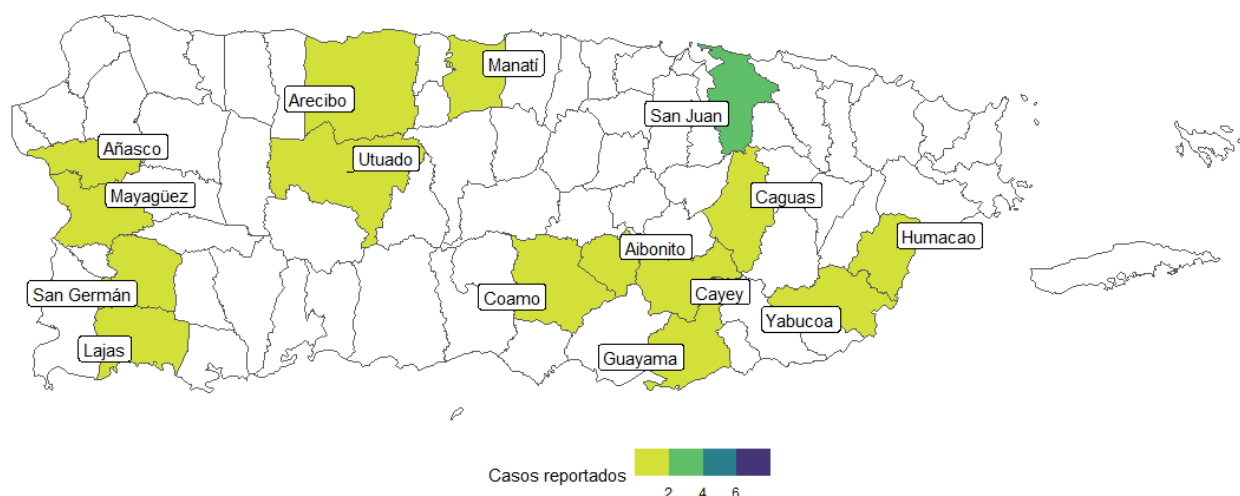 Manatí
Arecibo
San Juan
Añasco
Utuado
Mayagüez
Caguas
Humacao
Aibonito
San Germán
Coamo
Cayey
Yabucoa
Lajas
Guayama
Casos reportados
2 4 6